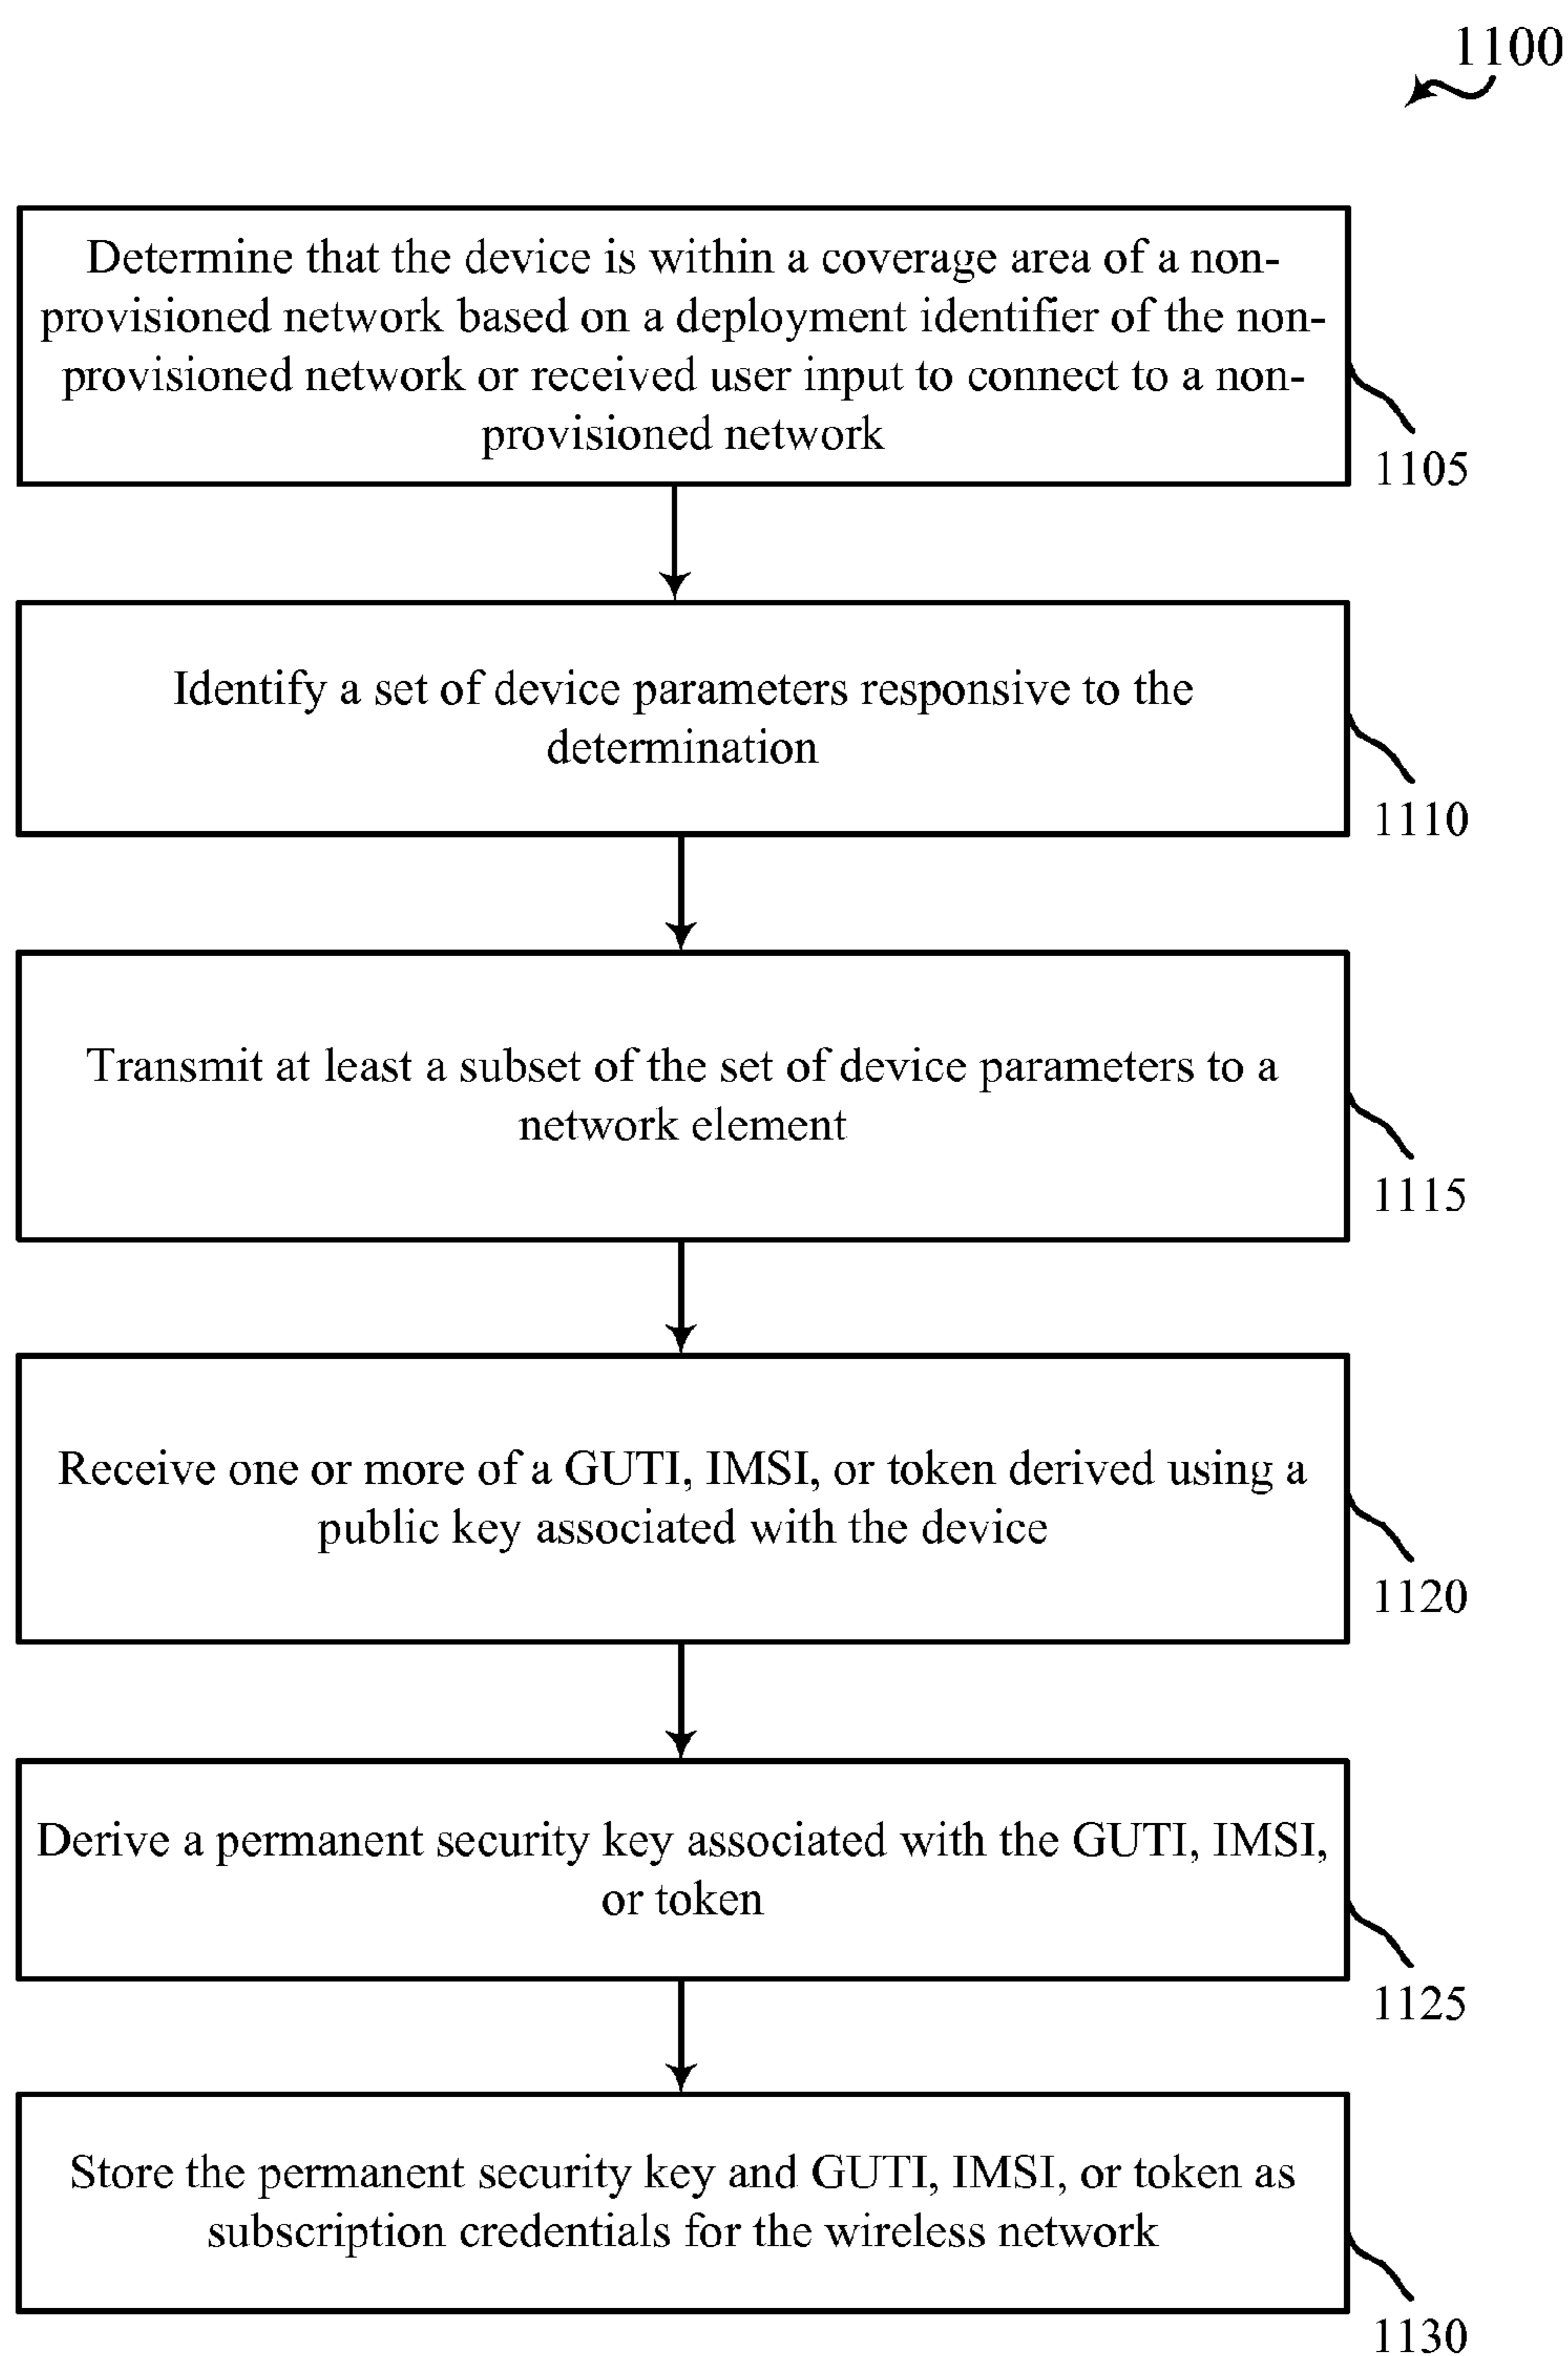 1100
Determine that the device is within a coverage area of a non-
provisioned network based on a deployment identifier of the non-
provisioned network or received user input to connect to a non-
provisioned network
1105
Identify a set of device parameters responsive to the
determination
1110
Transmit at least a subset of the set of device parameters to a
network element
1115
Receive one or more of a GUTI, IMSI, or token derived using a
public key associated with the device
1120
Derive a permanent security key associated with the GUTI, IMSI,
or token
1125
Store the permanent security key and GUTI, IMSI, or token as
subscription credentials for the wireless network
1130